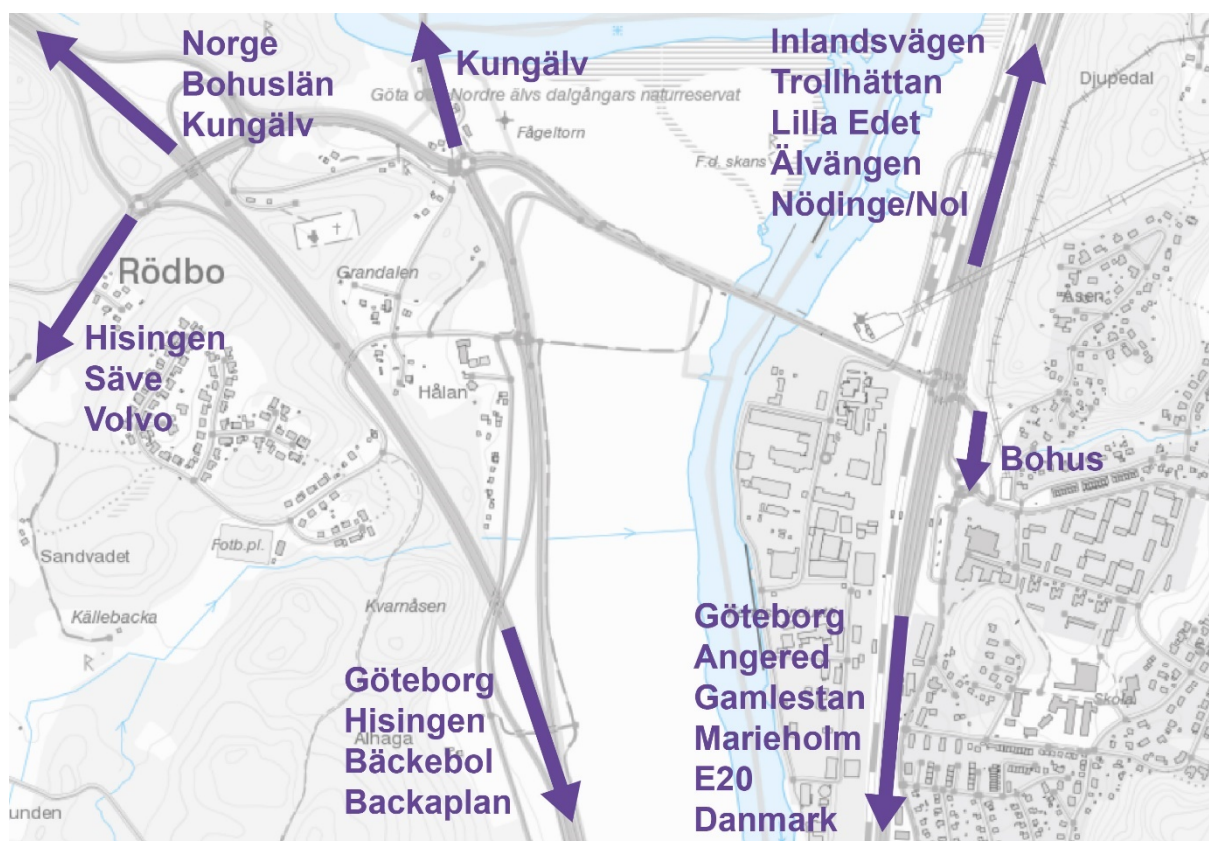 Norge
Bohuslän
Kungälv
Kungälv
Inlandsvägen
Trollhättan
Lilla Edet
Älvängen
Nödinge/Nol
Djupedal
Göta och Nordre älvs dalgångars naturreservat
Fågeltorn
F.d. skans
Rödbo
Grandalen
Åsen
Hisingen
Säve
Volvo
Hålan
Bohus
Sandvadet
Fotb.pl.
Källebacka
Kvarnåsen
Göteborg
Hisingen
Bäckebol
Backaplan
Alhaga
Göteborg
Angered
Gamlestan
Marieholm
E20
Danmark
unden